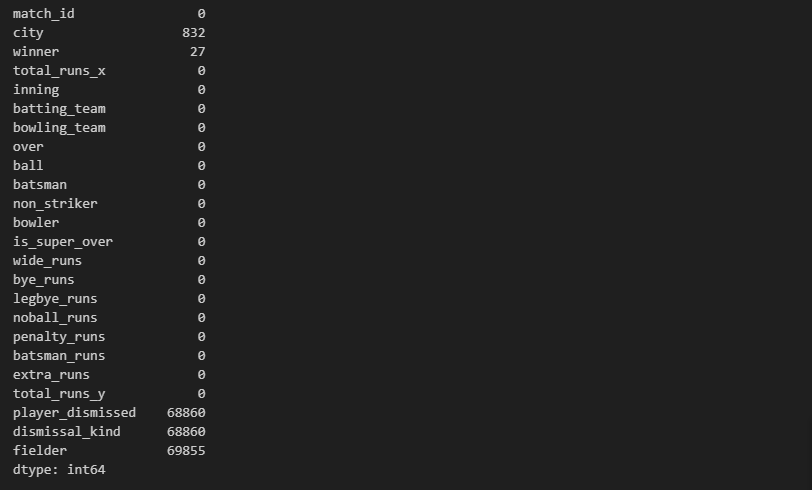 match_id 0
city 832
winner 27
total_runs_x 0
inning 0
batting_team 0
bowling_team 0
over 0
ball 0
batsman 0
non_striker 0
bowler 0
is_super_over 0
wide_runs 0
bye_runs 0
legbye_runs 0
noball_runs 0
penalty_runs 0
batsman_runs 0
extra_runs 0
total_runs_y 0
player_dismissed 68860
dismissal_kind 68860
fielder 69855
dtype: int64